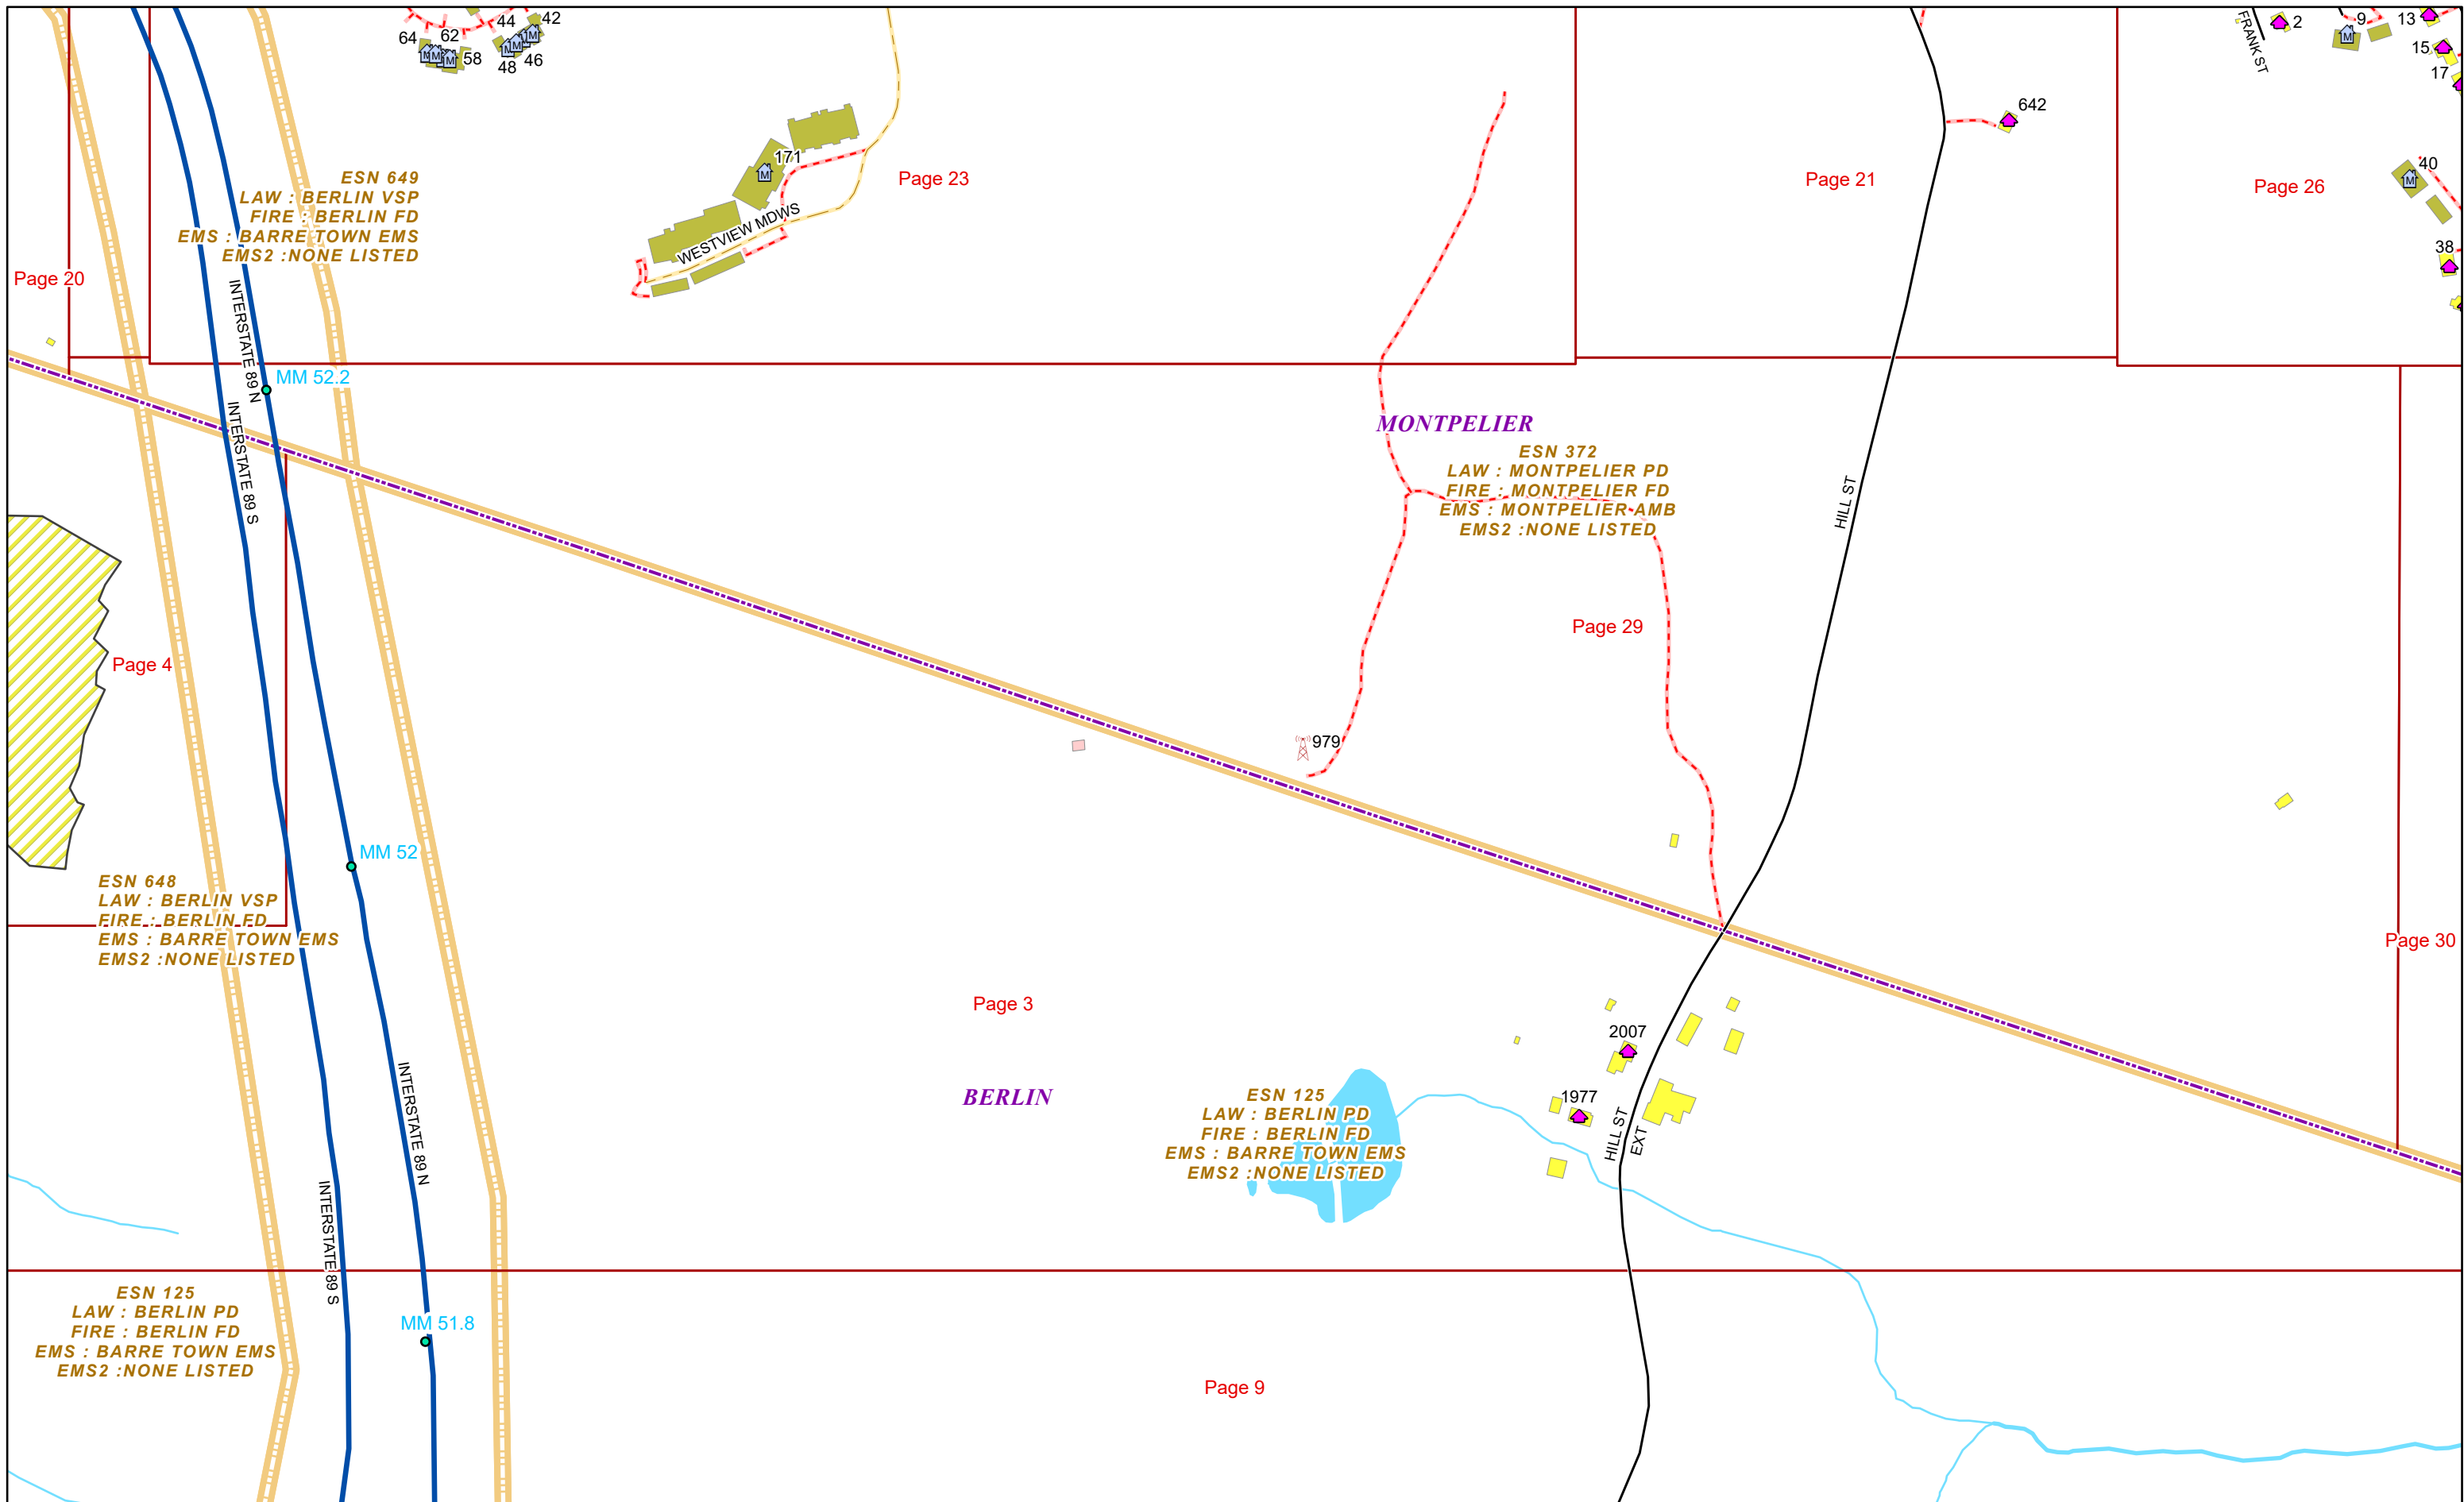 44
42
64
62
58
48
46
FRANK ST
2
9
13
15
17
642
171
WESTVIEW MDWS
Page 23
Page 21
Page 26
40
38
ESN 649
LAW : BERLIN VSP
FIRE : BERLIN FD
EMS : BARRE TOWN EMS
EMS2 :NONE LISTED
Page 20
INTERSTATE 89 N
MM 52.2
INTERSTATE 89 S
MONTPELIER
ESN 372
LAW : MONTPELIER PD
FIRE : MONTPELIER FD
EMS : MONTPELIER AMB
EMS2 :NONE LISTED
HILL ST
Page 29
Page 4
979
MM 52
ESN 648
LAW : BERLIN VSP
FIRE : BERLIN FD
EMS : BARRE TOWN EMS
EMS2 :NONE LISTED
Page 30
Page 3
2007
BERLIN
INTERSTATE 89 N
ESN 125
LAW : BERLIN PD
FIRE : BERLIN FD
EMS : BARRE TOWN EMS
EMS2 :NONE LISTED
1977
HILL ST
EXT
INTERSTATE 89 S
ESN 125
LAW : BERLIN PD
FIRE : BERLIN FD
EMS : BARRE TOWN EMS
EMS2 :NONE LISTED
MM 51.8
Page 9